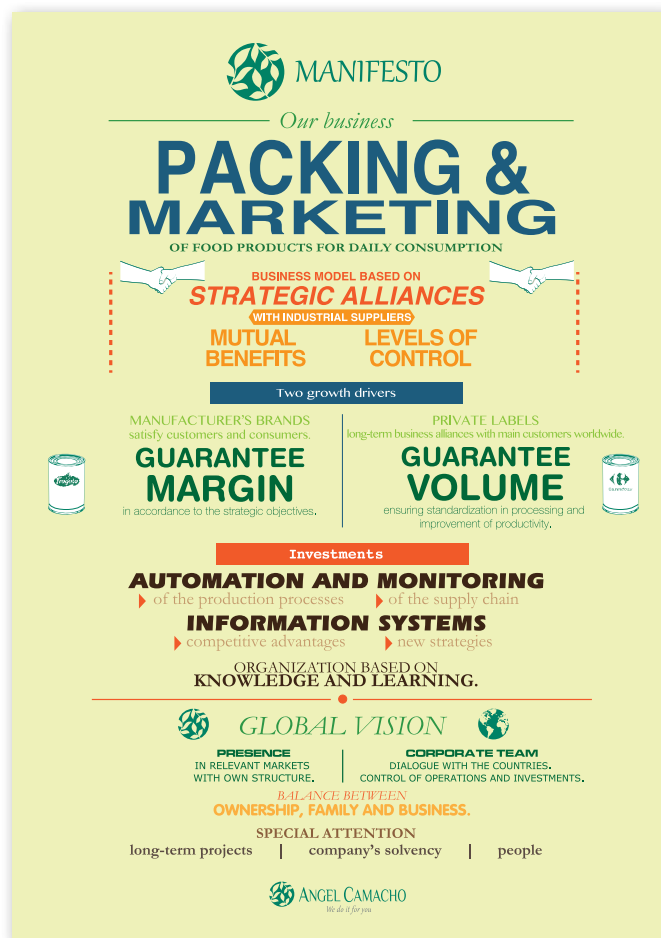 MANIFESTO
Our business
PACKING &
MARKETING
OF FOOD PRODUCTS FOR DAILY CONSUMPTION
BUSINESS MODEL BASED ON
STRATEGIC ALLIANCES
WITH INDUSTRIAL SUPPLIERS
MUTUAL BENEFITS
LEVELS OF CONTROL
Two growth drivers
MANUFACTURER'S BRANDS
satisfy customers and consumers.
GUARANTEE
MARGIN
in accordance to the strategic objectives.
Fragata
PRIVATE LABELS
long-term business alliances with main customers worldwide.
GUARANTEE
VOLUME
ensuring standardization in processing and
improvement of productivity.
Carrefour
Investments
AUTOMATION AND MONITORING
of the production processes
of the supply chain
INFORMATION SYSTEMS
competitive advantages
new strategies
ORGANIZATION BASED ON
KNOWLEDGE AND LEARNING.
GLOBAL VISION
PRESENCE
IN RELEVANT MARKETS
WITH OWN STRUCTURE.
CORPORATE TEAM
DIALOGUE WITH THE COUNTRIES.
CONTROL OF OPERATIONS AND INVESTMENTS.
BALANCE BETWEEN
OWNERSHIP, FAMILY AND BUSINESS.
SPECIAL ATTENTION
long-term projects | company's solvency | people
ANGEL CAMACHO
We do it for you